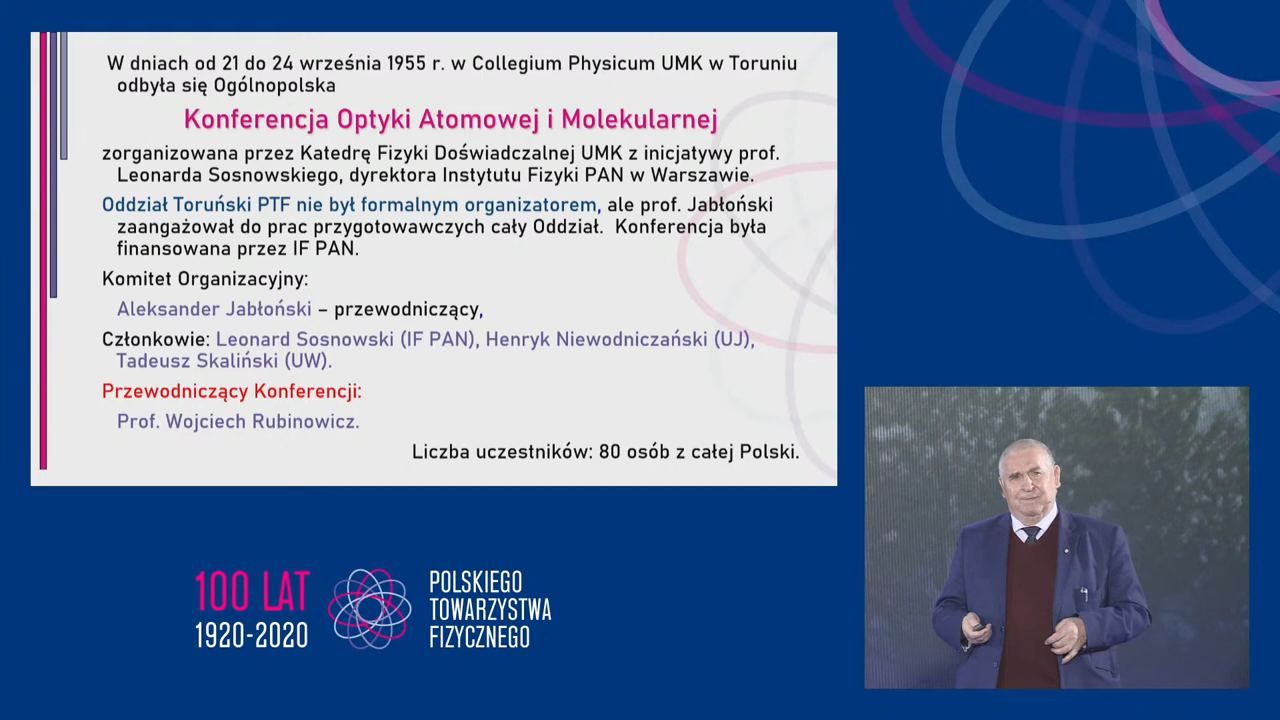 W dniach od 21 do 24 września 1955 r. w Collegium Physicum UMK w Toruniu
odbyła się Ogólnopolska
Konferencja Optyki Atomowej i Molekularnej
zorganizowana przez Katedrę Fizyki Doświadczalnej UMK z inicjatywy prof.
Leonarda Sosnowskiego, dyrektora Instytutu Fizyki PAN w Warszawie.
Oddział Toruński PTF nie był formalnym organizatorem, ale prof. Jabłoński
zaangażował do prac przygotowawczych cały Oddział. Konferencja była
finansowana przez IF PAN.
Komitet Organizacyjny:
Aleksander Jabłoński – przewodniczący,
Członkowie: Leonard Sosnowski (IF PAN), Henryk Niewodniczański (UJ),
Tadeusz Skaliński (UW).
Przewodniczący Konferencji:
Prof. Wojciech Rubinowicz.
Liczba uczestników: 80 osób z całej Polski.
100 LAT
1920-2020
POLSKIEGO
TOWARZYSTWA
FIZYCZNEGO